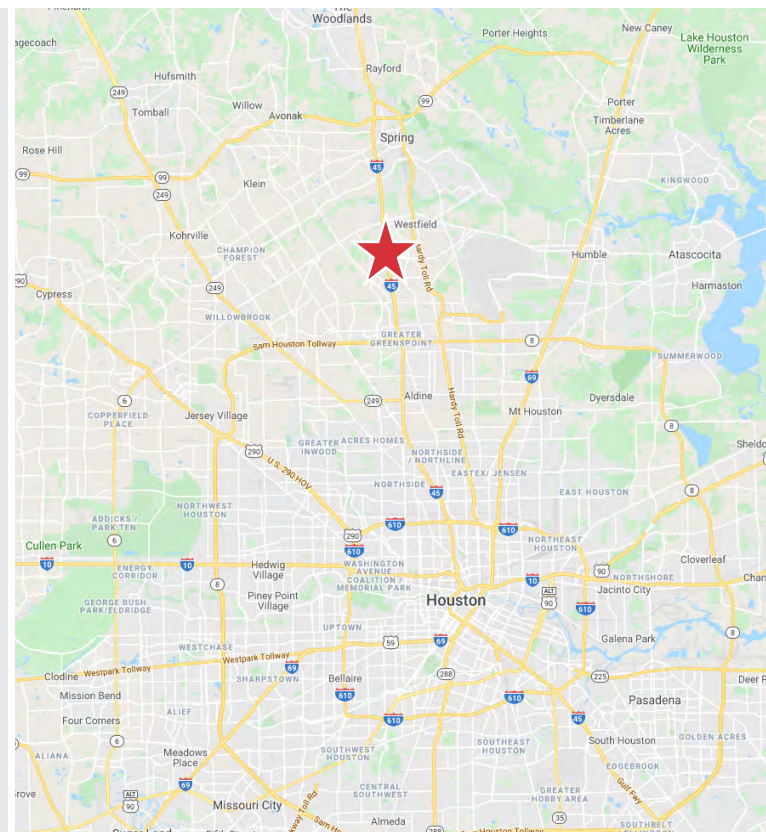 The
Woodlands
Porter Heights
New Caney
Lake Houston
Wilderness
Park
agecoach
Rayford
Hufsmith
249
99
Porter
Tomball
Willow
Avonak
Timberlane
Acres
Spring
Rose Hill
45
99
99
249
Klein
KINGWOOD
Westfield
Kohrville
CHAMPION
FOREST
Hardy Toll Rd
Humble
Atascocita
290
45
Harmaston
Cypress
249
WILLOWBROOK
GREATER
GREENSPOINT
Sam Houston Tollway
8
SUMMERWOOD
69
6
249
Aldine
Hardy Toll Rd
Dyersdale
COPPERFIELD
PLACE
Jersey Village
Mt Houston
8
290
GREATER
INWOOD
ACRES HOMES
NORTHSIDE
/ NORTHLINE
Sheldo
U.S. 290 HOV
EASTEX/ JENSEN
NORTHSIDE
45
EAST HOUSTON
8
NORTHWEST
HOUSTON
ADDICKS /
PARK TEN
610
610
290
6
NORTHEAST
HOUSTON
Cullen Park
610
10
10
Hedwig
Village
WASHINGTON
AVENUE
COALITION /
MEMORIAL PARK
Cloverleaf
ENERGY
CORRIDOR
90
10
NORTHSHORE
Chan
8
Jacinto City
ALT
90
GEORGE BUSH
PARK/ELDRIDGE
Piney Point
Village
Houston
610
UPTOWN
8
WESTCHASE
59
69
Galena Park
Westpark Tollway
Westpark Tollway
69
288
225
Clodine
SHARPSTOWN
Bellaire
Deer P
Mission Bend
610
610
Pasadena
ALIEF
Four Corners
610
45
6
South Houston
GOLDEN ACRES
ALIANA
Meadows
Place
SOUTHWEST
HOUSTON
SOUTHEAST
HOUSTON
EDGEBROOK
69
Gulf Fwy
CENTRAL
SOUTHWEST
GREATER
HOBBY AREA
rove
ALT
90
Missouri City
35
Almeda
SOUTHBELT
288